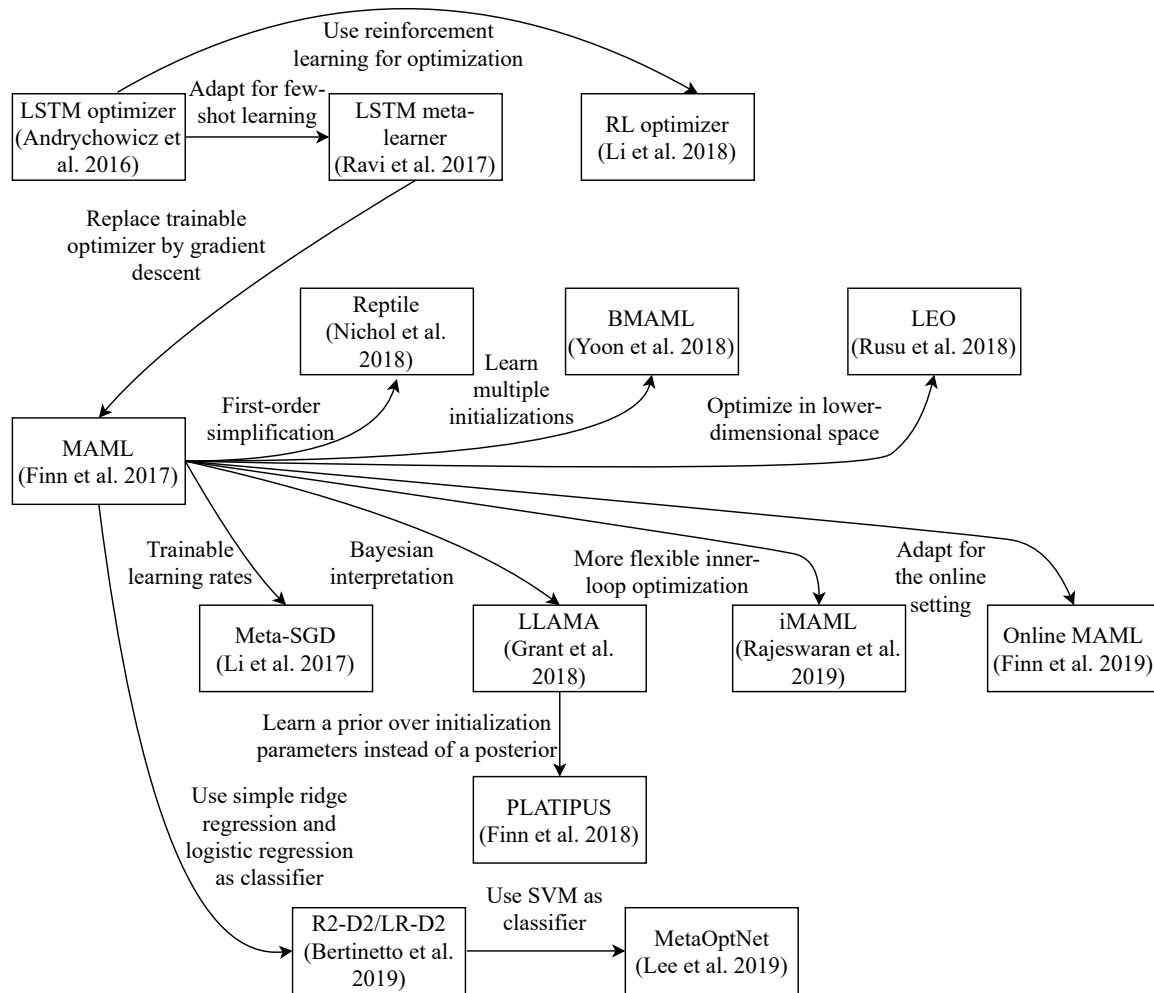 Use reinforcement
learning for optimization
LSTM optimizer
(Andrychowicz et
al. 2016)
Adapt for few-
shot learning
LSTM meta-
learner
(Ravi et al. 2017)
RL optimizer
(Li et al. 2018)
Replace trainable
optimizer by gradient
descent
Reptile
(Nichol et al.
2018)
BMAML
(Yoon et al. 2018)
LEO
(Rusu et al. 2018)
First-order
simplification
Learn
multiple
initializations
Optimize in lower-
dimensional space
MAML
(Finn et al. 2017)
Trainable
learning rates
Bayesian
interpretation
More flexible inner-
loop optimization
Adapt for
the online
setting
Meta-SGD
(Li et al. 2017)
LLAMA
(Grant et al.
2018)
iMAML
(Rajeswaran et al.
2019)
Online MAML
(Finn et al. 2019)
Learn a prior over initialization
parameters instead of a posterior
PLATIPUS
(Finn et al. 2018)
Use simple ridge
regression and
logistic regression
as classifier
R2-D2/LR-D2
(Bertinetto et al.
2019)
Use SVM as
classifier
MetaOptNet
(Lee et al. 2019)